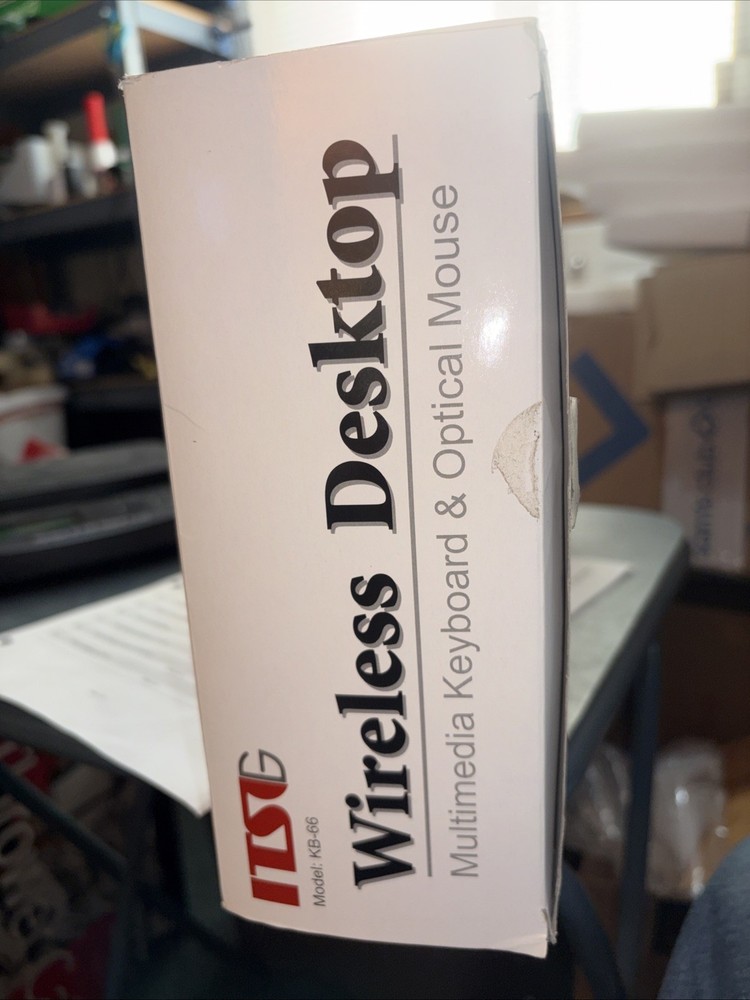 ITSG
Model: KB-66
Wireless Desktop
Multimedia Keyboard & Optical Mouse